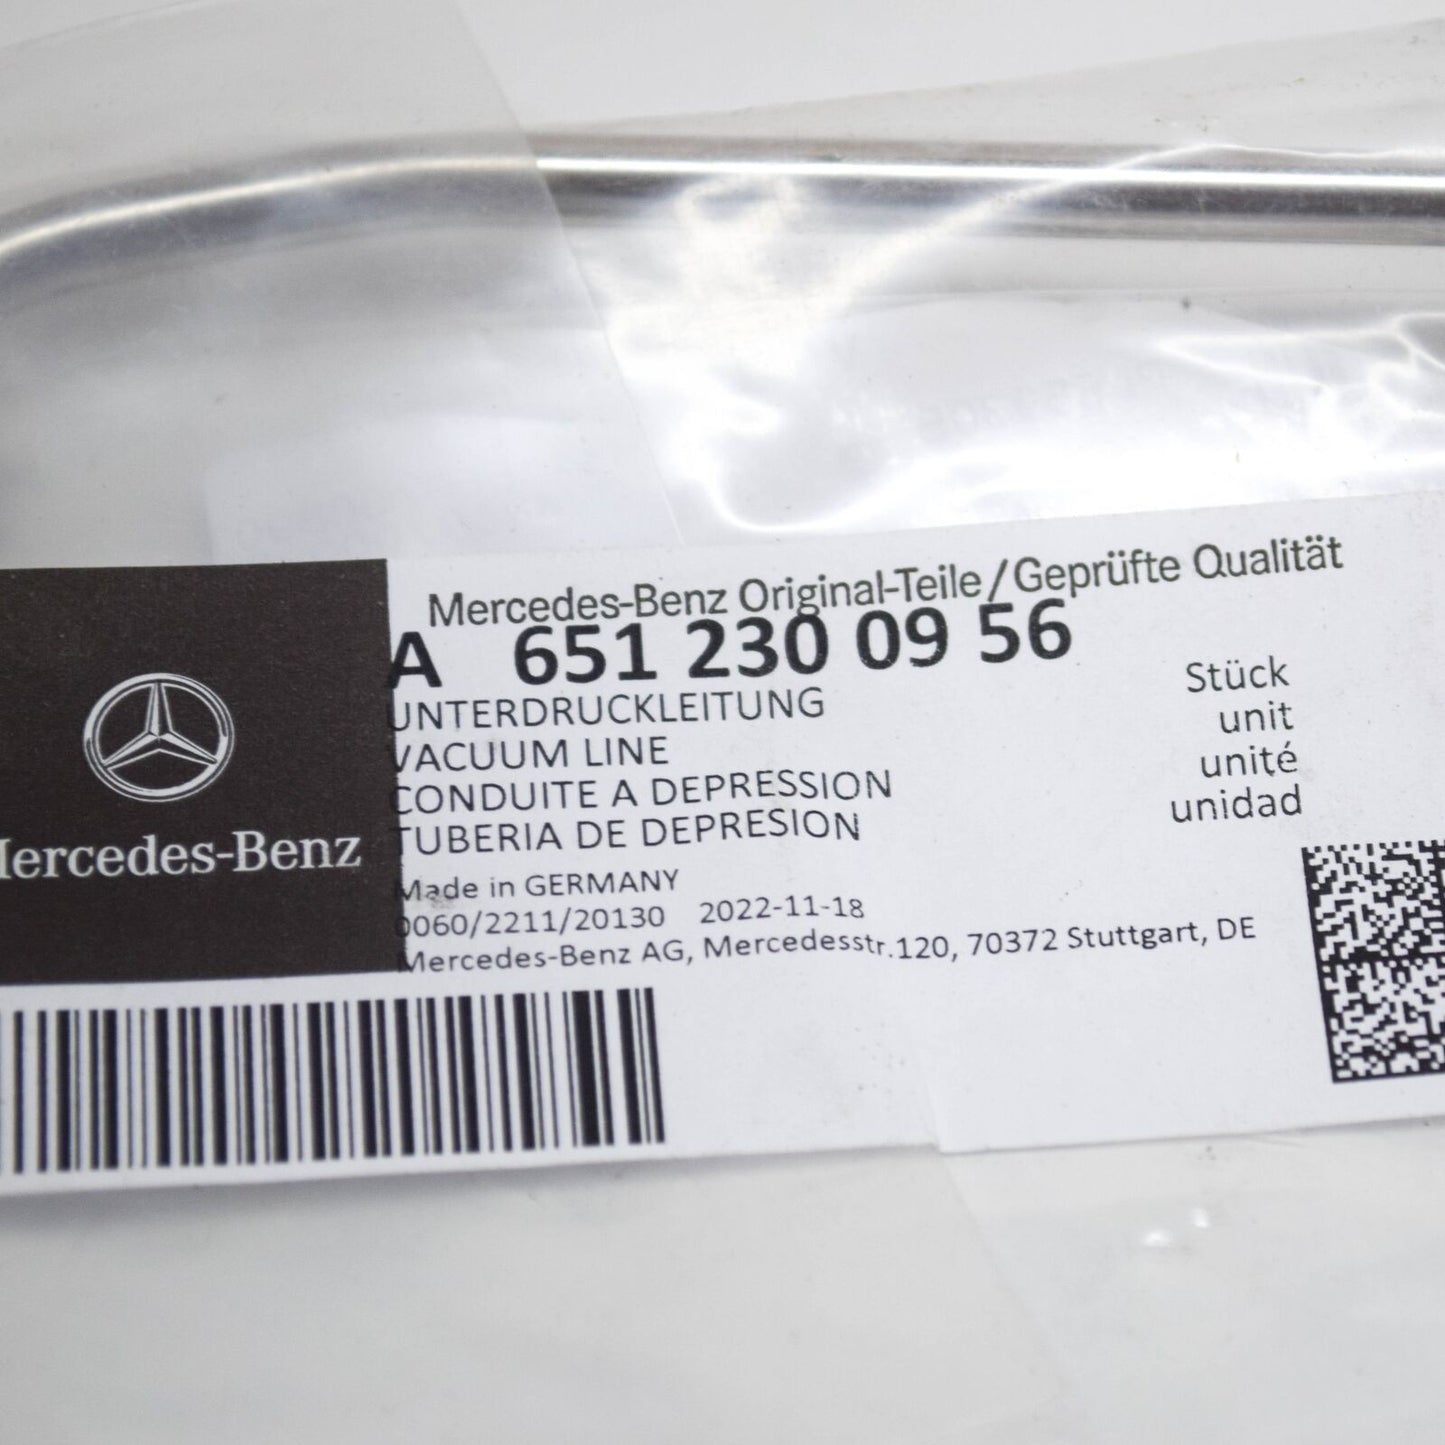 Mercedes-Benz Original-Teile/Geprüfte Qualität
A 651 230 09 56
UNTERDRUCKLEITUNG
VACUUM LINE
CONDUITE A DEPRESSION
TUBERIA DE DEPRESION
Stück
unit
unité
unidad
Made in GERMANY
0060/2211/20130 2022-11-18
Mercedes-Benz AG, Mercedesstr.120, 70372 Stuttgart, DE
Mercedes-Benz